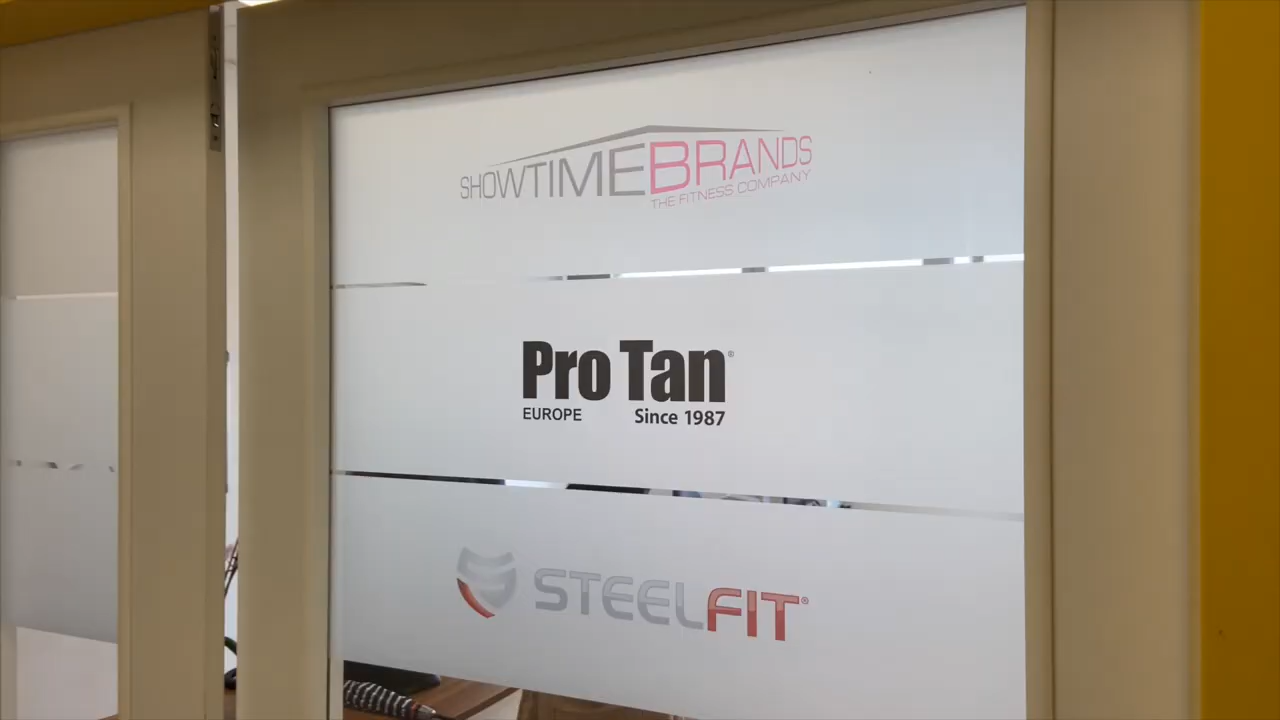 SHOWTIMEBRANDS
THE FITNESS COMPANY
Pro Tan®
EUROPE Since 1987
STEELFIT®